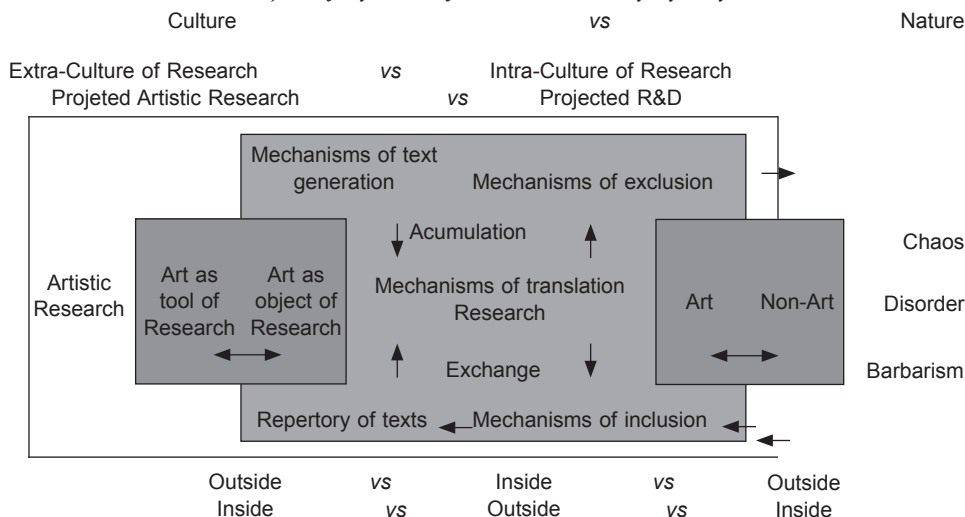 Culture vs Nature
Extra-Culture of Research vs Intra-Culture of Research
Projeted Artistic Research vs Projected R&D
Mechanisms of text
generation
Mechanisms of exclusion
Acumulation
Chaos
Artistic
Research
Art as
tool of
Research
Art as
object of
Research
Mechanisms of translation
Research
Art
Non-Art
Disorder
Exchange
Barbarism
Repertory of texts
Mechanisms of inclusion
Outside vs Inside vs Outside
Inside vs Outside vs Inside